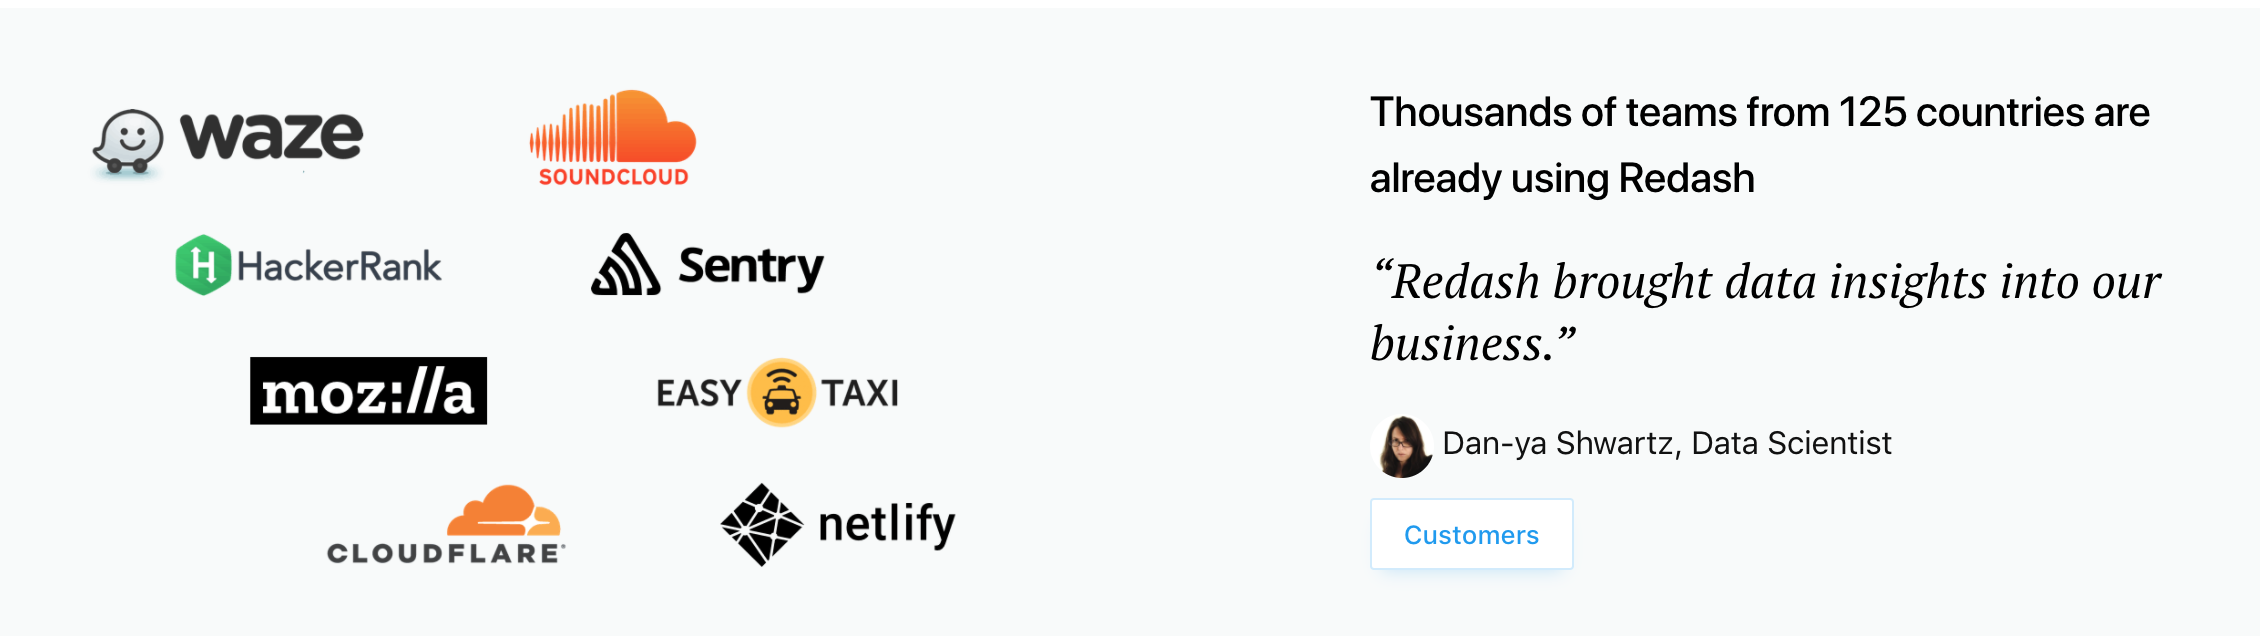 waze
SOUNDCLOUD
HackerRank
Sentry
moz://a
EASY TAXI
CLOUDFLARE
netlify
Thousands of teams from 125 countries are
already using Redash
“Redash brought data insights into our
business.”
Dan-ya Shwartz, Data Scientist
Customers